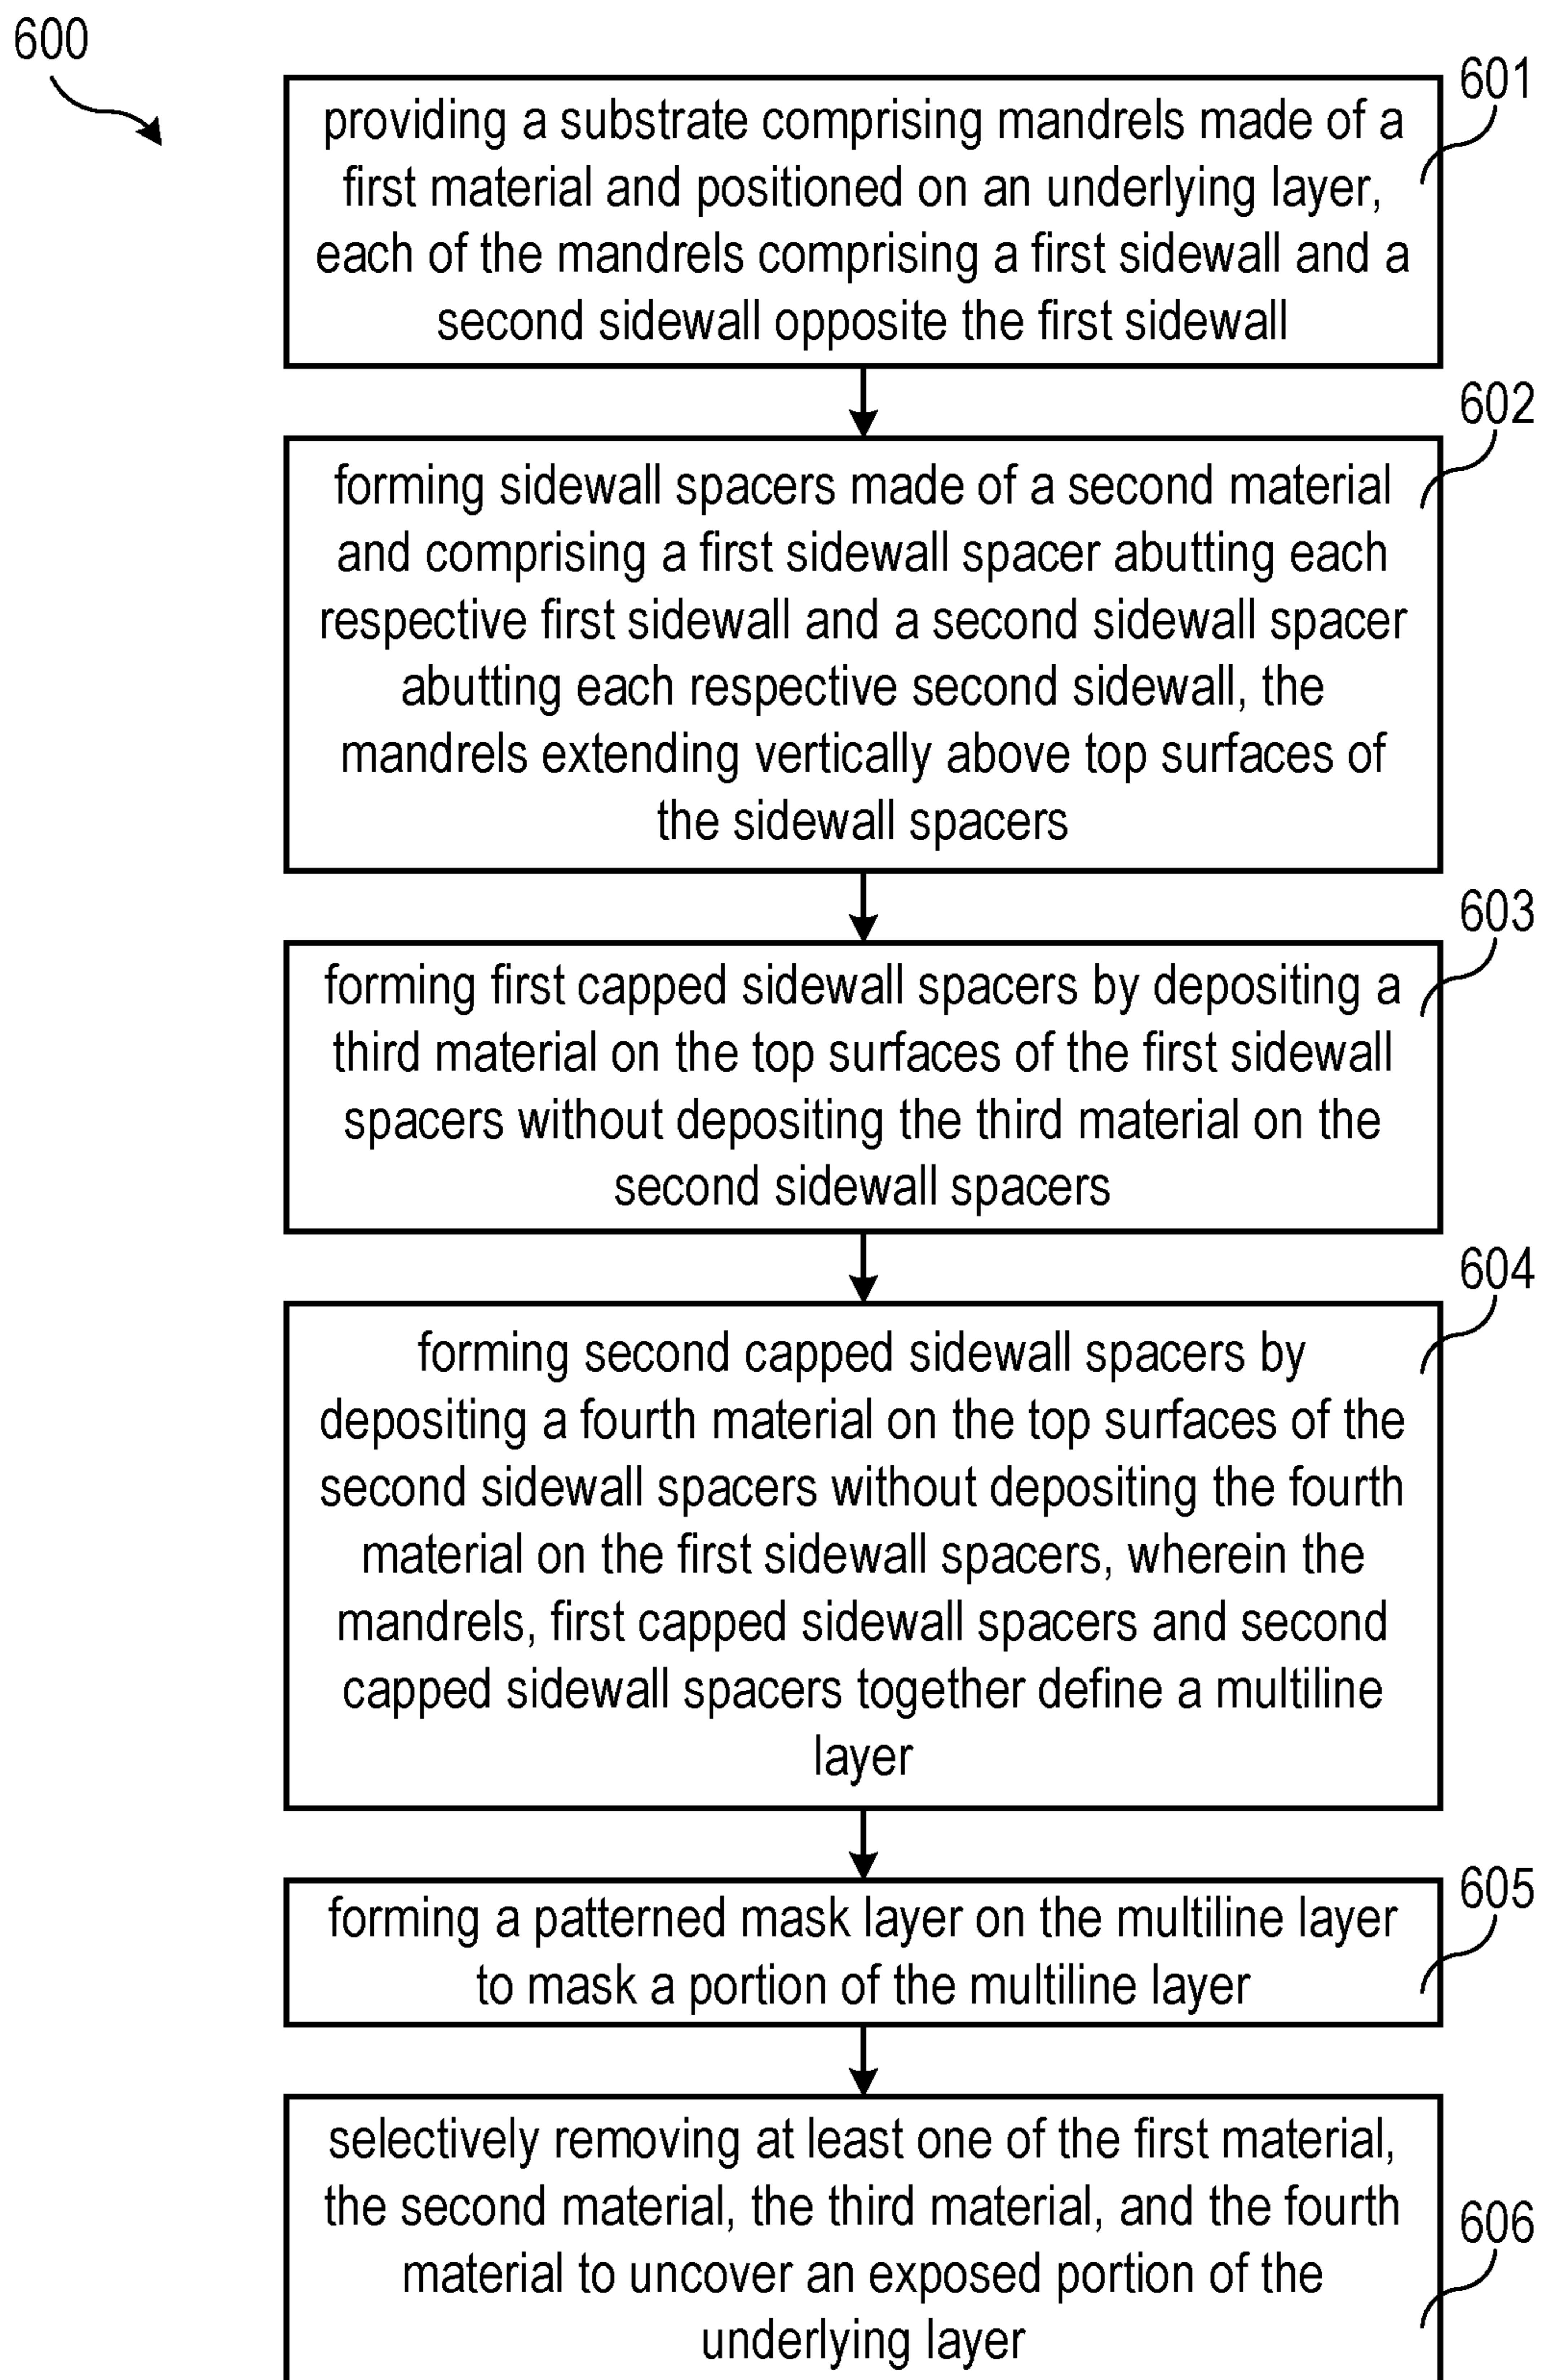 600
601
providing a substrate comprising mandrels made of a
first material and positioned on an underlying layer,
each of the mandrels comprising a first sidewall and a
second sidewall opposite the first sidewall
602
forming sidewall spacers made of a second material
and comprising a first sidewall spacer abutting each
respective first sidewall and a second sidewall spacer
abutting each respective second sidewall, the
mandrels extending vertically above top surfaces of
the sidewall spacers
603
forming first capped sidewall spacers by depositing a
third material on the top surfaces of the first sidewall
spacers without depositing the third material on the
second sidewall spacers
604
forming second capped sidewall spacers by
depositing a fourth material on the top surfaces of the
second sidewall spacers without depositing the fourth
material on the first sidewall spacers, wherein the
mandrels, first capped sidewall spacers and second
capped sidewall spacers together define a multiline
layer
605
forming a patterned mask layer on the multiline layer
to mask a portion of the multiline layer
selectively removing at least one of the first material,
the second material, the third material, and the fourth
606
material to uncover an exposed portion of the
underlying layer